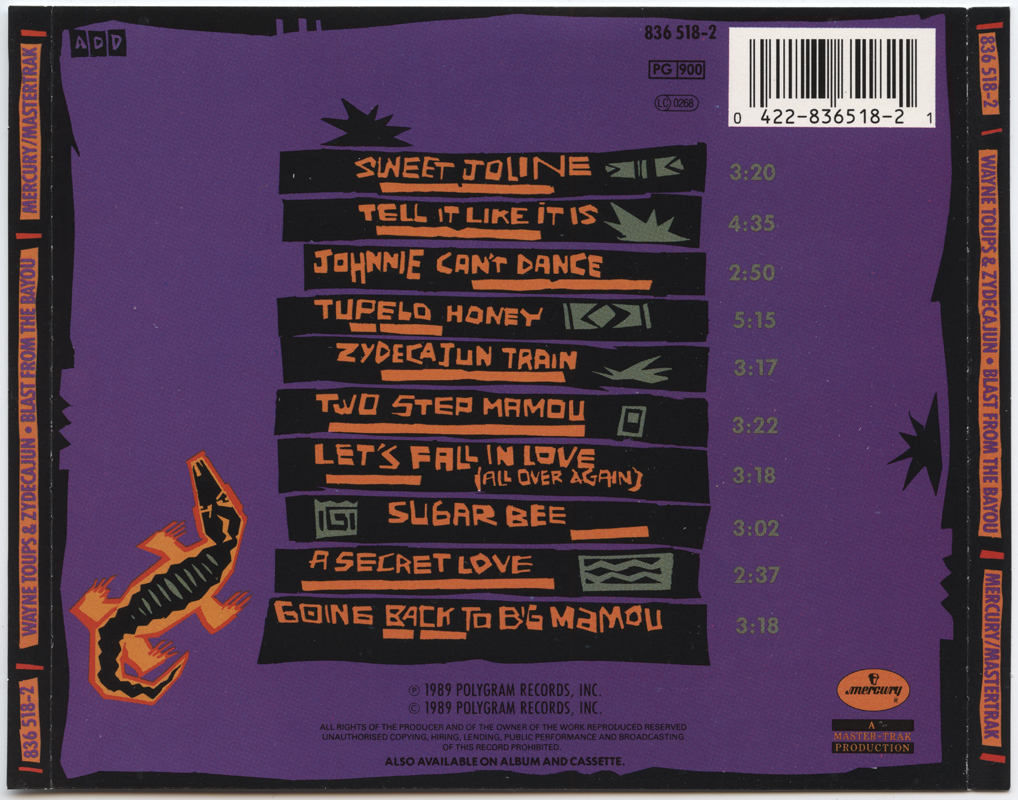 ADD
836 518-2
PG 900
LC 0268
0 422-836518-2 1
SWEET JOLINE 3:20
TELL IT LIKE IT IS 4:35
JOHNNIE CAN'T DANCE 2:50
TUPELO HONEY 5:15
ZYDECAJUN TRAIN 3:17
TWO STEP MAMOU 3:22
LET'S FALL IN LOVE
(ALL OVER AGAIN) 3:18
SUGAR BEE 3:02
A SECRET LOVE 2:37
GOING BACK TO BIG MAMOU 3:18
℗ 1989 POLYGRAM RECORDS, INC.
© 1989 POLYGRAM RECORDS, INC.
ALL RIGHTS OF THE PRODUCER AND OF THE OWNER OF THE WORK REPRODUCED RESERVED
UNAUTHORISED COPYING, HIRING, LENDING, PUBLIC PERFORMANCE AND BROADCASTING
OF THIS RECORD PROHIBITED.
ALSO AVAILABLE ON ALBUM AND CASSETTE.
mercury
®
A
MASTER-TRAK
PRODUCTION
836 518-2 WAYNE TOUPS & ZYDECAJUN • BLAST FROM THE BAYOU MERCURY/MASTERTRAK
836 518-2 WAYNE TOUPS & ZYDECAJUN • BLAST FROM THE BAYOU MERCURY/MASTERTRAK